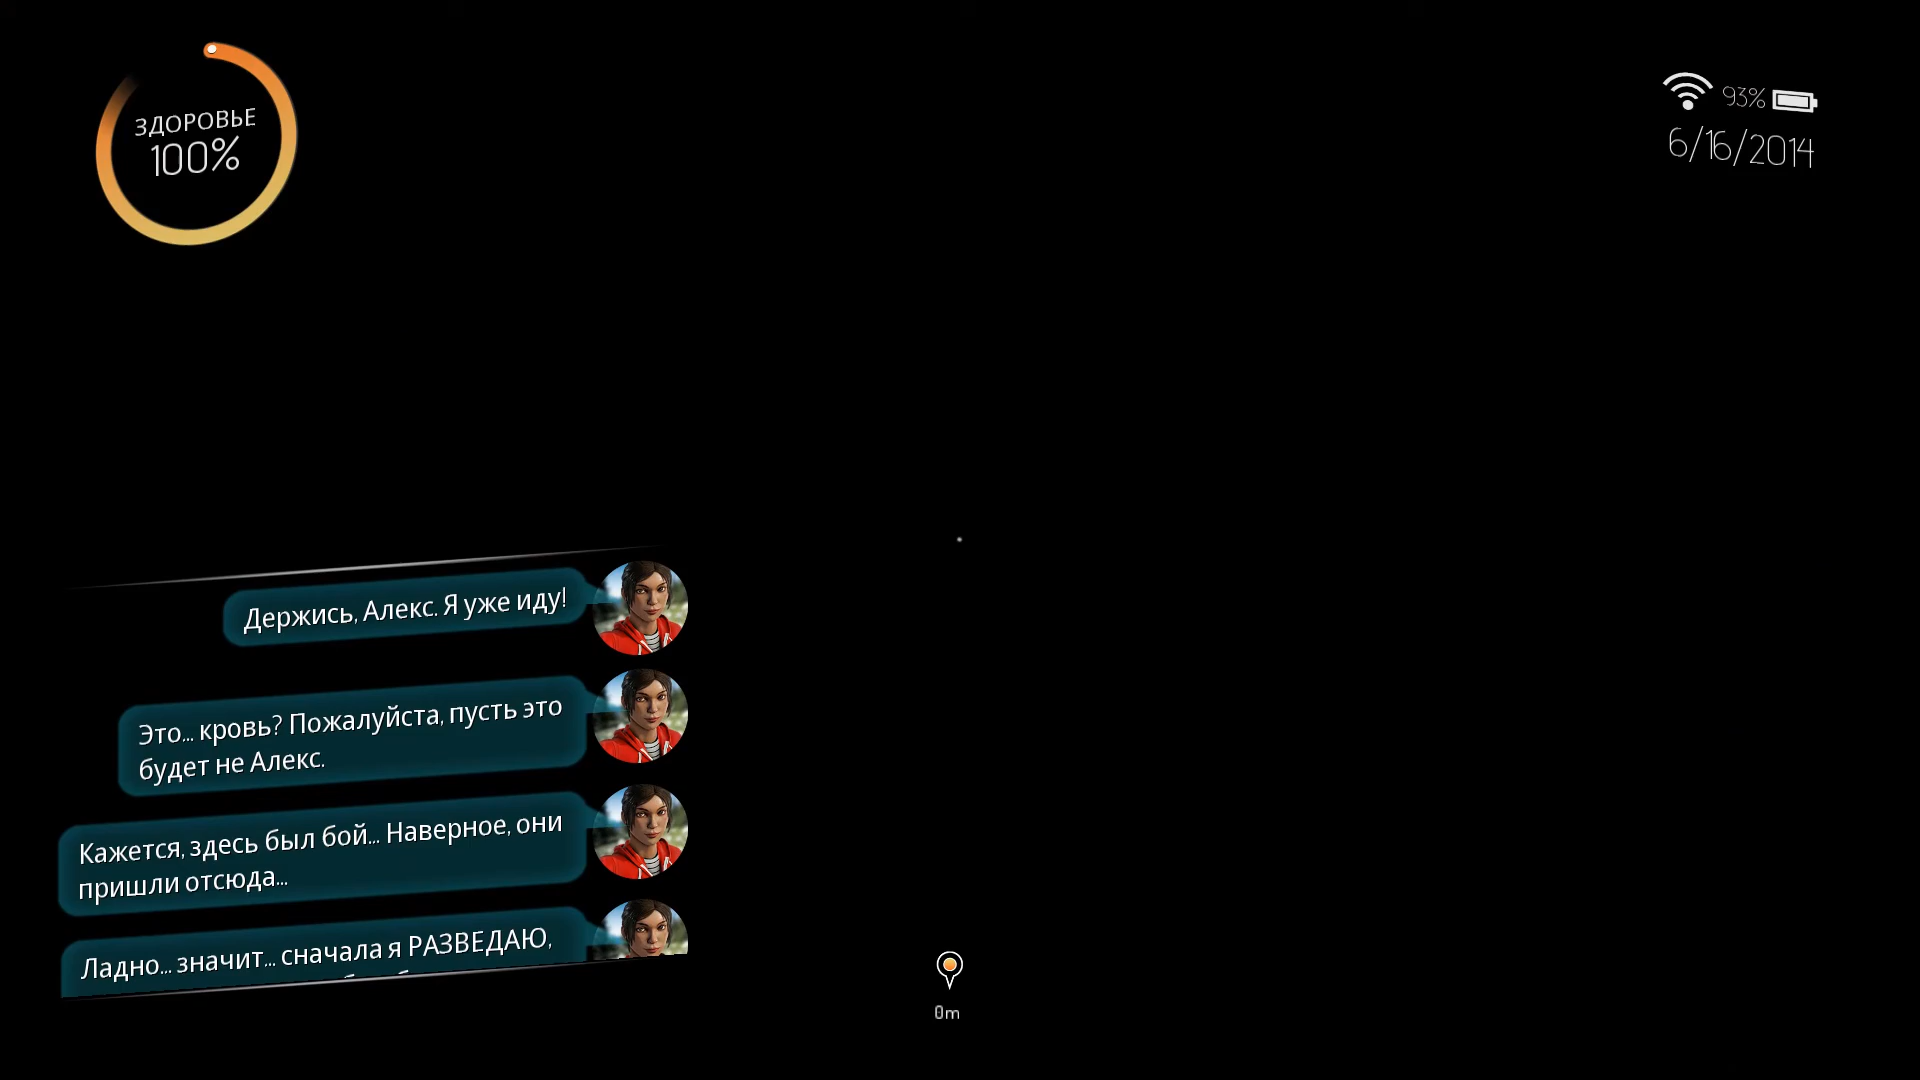 ЗДОРОВЬЕ
100%
93%
6/16/2014
Держись, Алекс. Я уже иду!
Это... кровь? Пожалуйста, пусть это
будет не Алекс.
Кажется, здесь был бой... Наверное, они
пришли отсюда...
Ладно... значит... сначала я РАЗВЕДАЮ,
0m